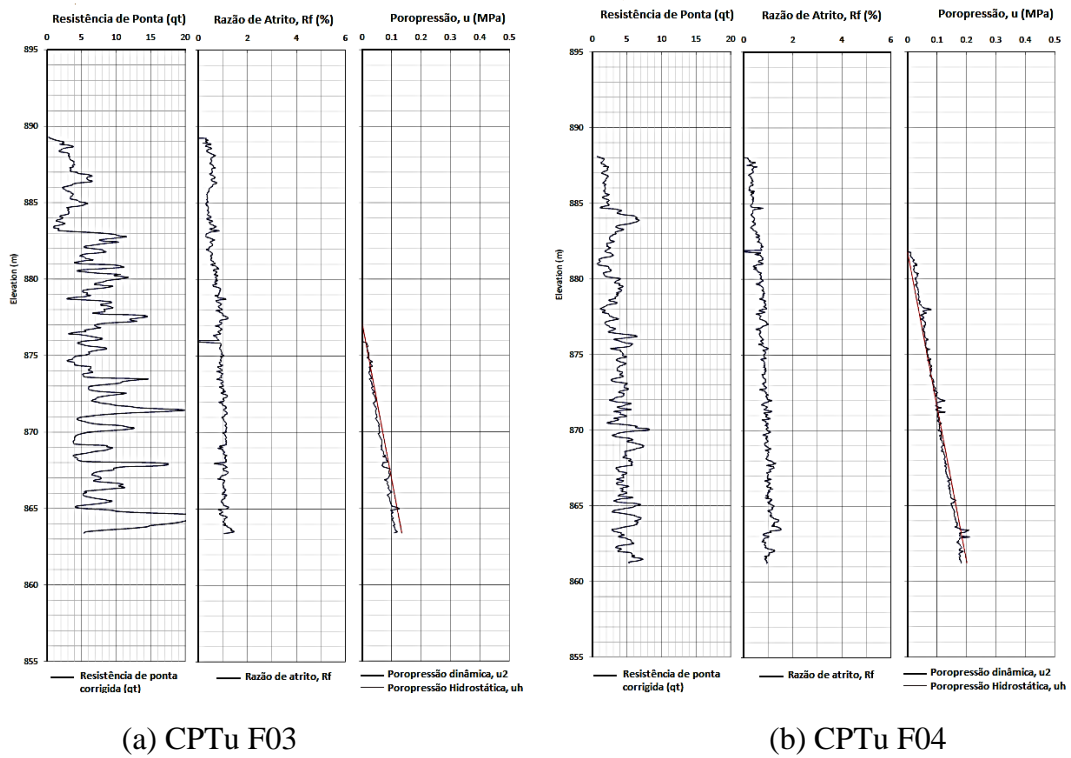 Resistência de Ponta (qt)
Razão de Atrito, Rf (%)
Poropressão, u (MPa)
0 5 10 15 20
0 2 4 6
0 0.1 0.2 0.3 0.4 0.5
895
890
885
880
875
870
865
860
855
Elevation (m)
Resistência de ponta
corrigida (qt)
Razão de atrito, Rf
Poropressão dinâmica, u2
Poropressão Hidrostática, uh
(a) CPTu F03
Resistência de Ponta (qt)
Razão de Atrito, Rf (%)
Poropressão, u (MPa)
0 5 10 15 20
0 2 4 6
0 0.1 0.2 0.3 0.4 0.5
895
890
885
880
875
870
865
860
855
Elevation (m)
Resistência de ponta
corrigida (qt)
Razão de atrito, Rf
Poropressão dinâmica, u2
Poropressão Hidrostática, uh
(b) CPTu F04